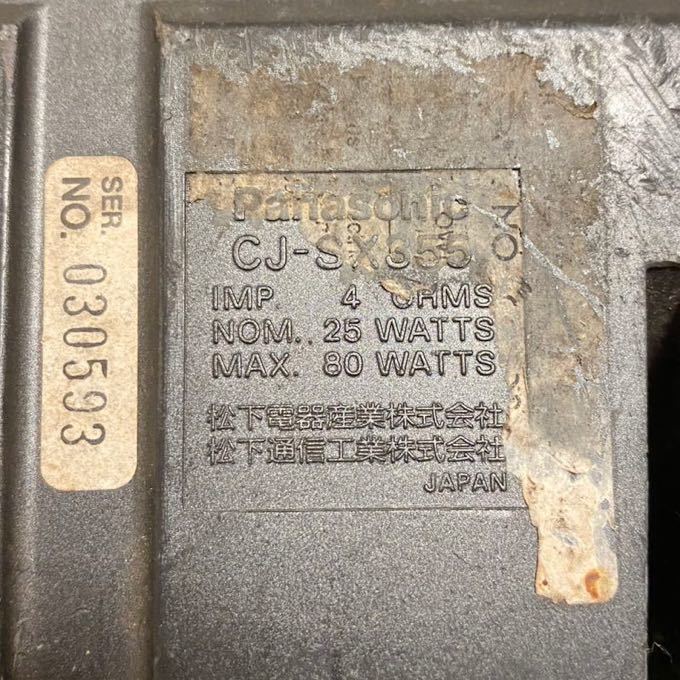 SER.
NO. 030593
Panasonic
CJ-SX355
IMP. 4 OHMS
NOM. 25 WATTS
MAX. 80 WATTS
松下電器産業株式会社
松下通信工業株式会社
JAPAN